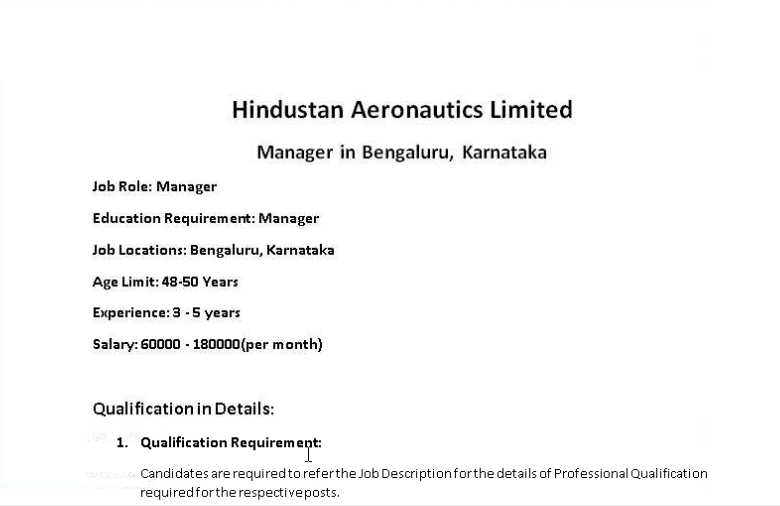 Hindustan Aeronautics Limited
Manager in Bengaluru, Karnataka
Job Role: Manager
Education Requirement: Manager
Job Locations: Bengaluru, Karnataka
Age Limit: 48-50 Years
Experience: 3 - 5 years
Salary: 60000 - 180000(per month)
Qualification in Details:
1. Qualification Requirement:
Candidates are required to refer the Job Description for the details of Professional Qualification
required for the respective posts.